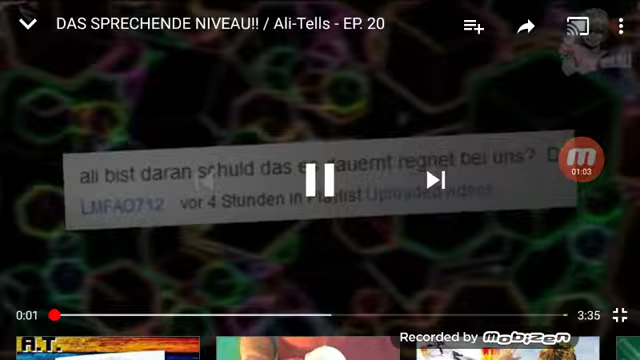 DAS SPRECHENDE NIVEAU!! / Ali-Tells - EP. 20
ali bist daran schuld das es dauernt regnet bei uns? D
LMFAO712 vor 4 Stunden in Playlist Uploaded videos
01:03
0:01
3:35
Recorded by mobizen
A.T.